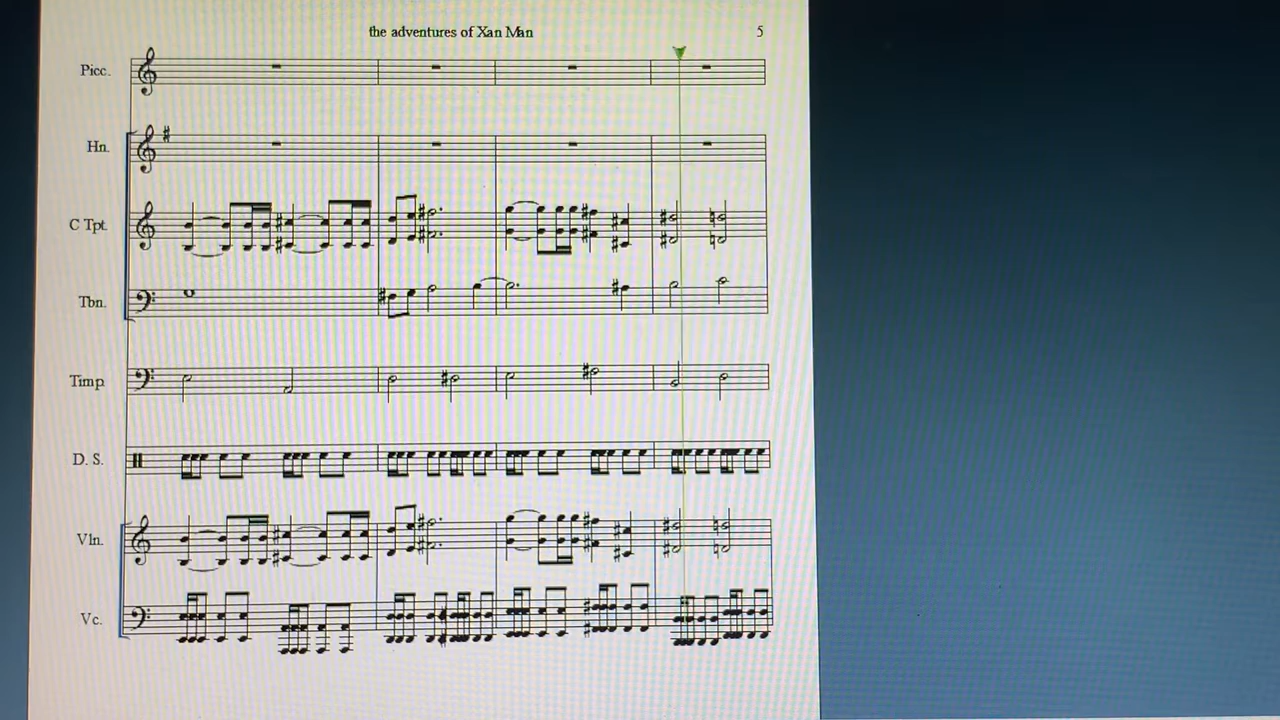 the adventures of Xan Man
5
Picc.
Hn.
C Tpt.
Tbn.
Timp.
D. S.
Vln.
Vc.